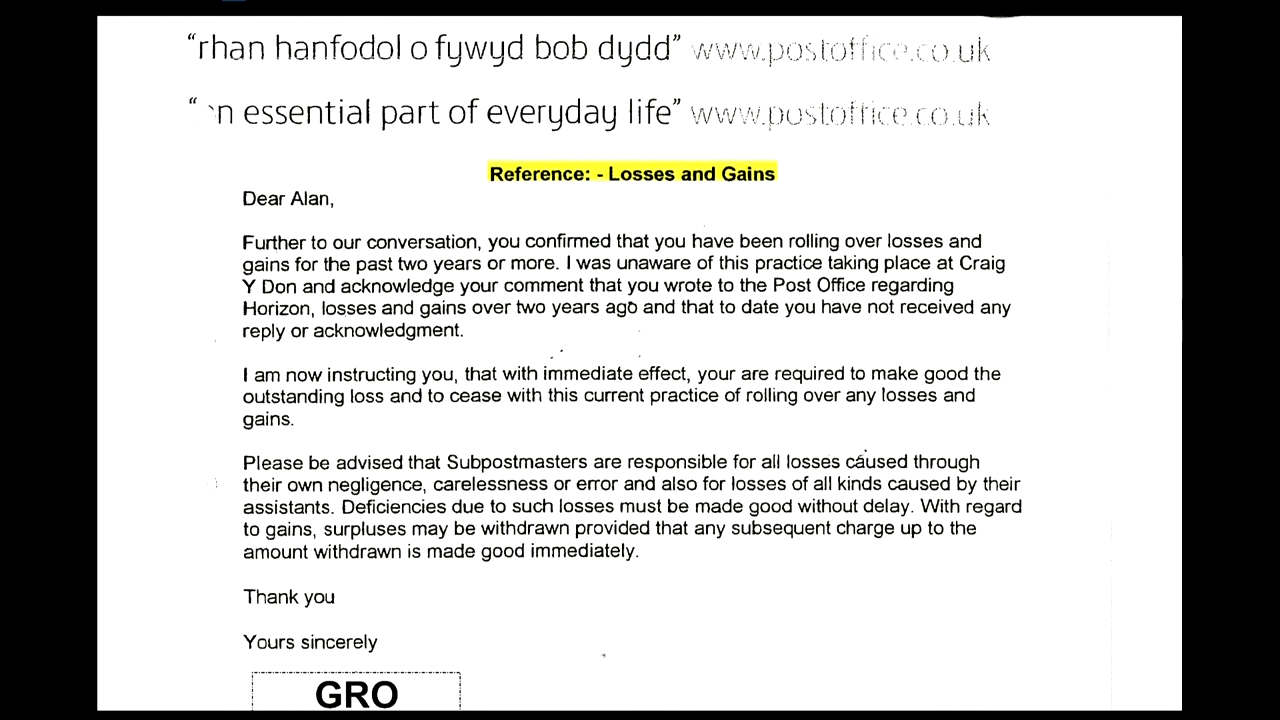 “rhan hanfodol o fywyd bob dydd” www.postoffice.co.uk
“ n essential part of everyday life” www.postoffice.co.uk
Reference: - Losses and Gains
Dear Alan,
Further to our conversation, you confirmed that you have been rolling over losses and
gains for the past two years or more. I was unaware of this practice taking place at Craig
Y Don and acknowledge your comment that you wrote to the Post Office regarding
Horizon, losses and gains over two years ago and that to date you have not received any
reply or acknowledgment.
I am now instructing you, that with immediate effect, your are required to make good the
outstanding loss and to cease with this current practice of rolling over any losses and
gains.
Please be advised that Subpostmasters are responsible for all losses caused through
their own negligence, carelessness or error and also for losses of all kinds caused by their
assistants. Deficiencies due to such losses must be made good without delay. With regard
to gains, surpluses may be withdrawn provided that any subsequent charge up to the
amount withdrawn is made good immediately.
Thank you
Yours sincerely
GRO